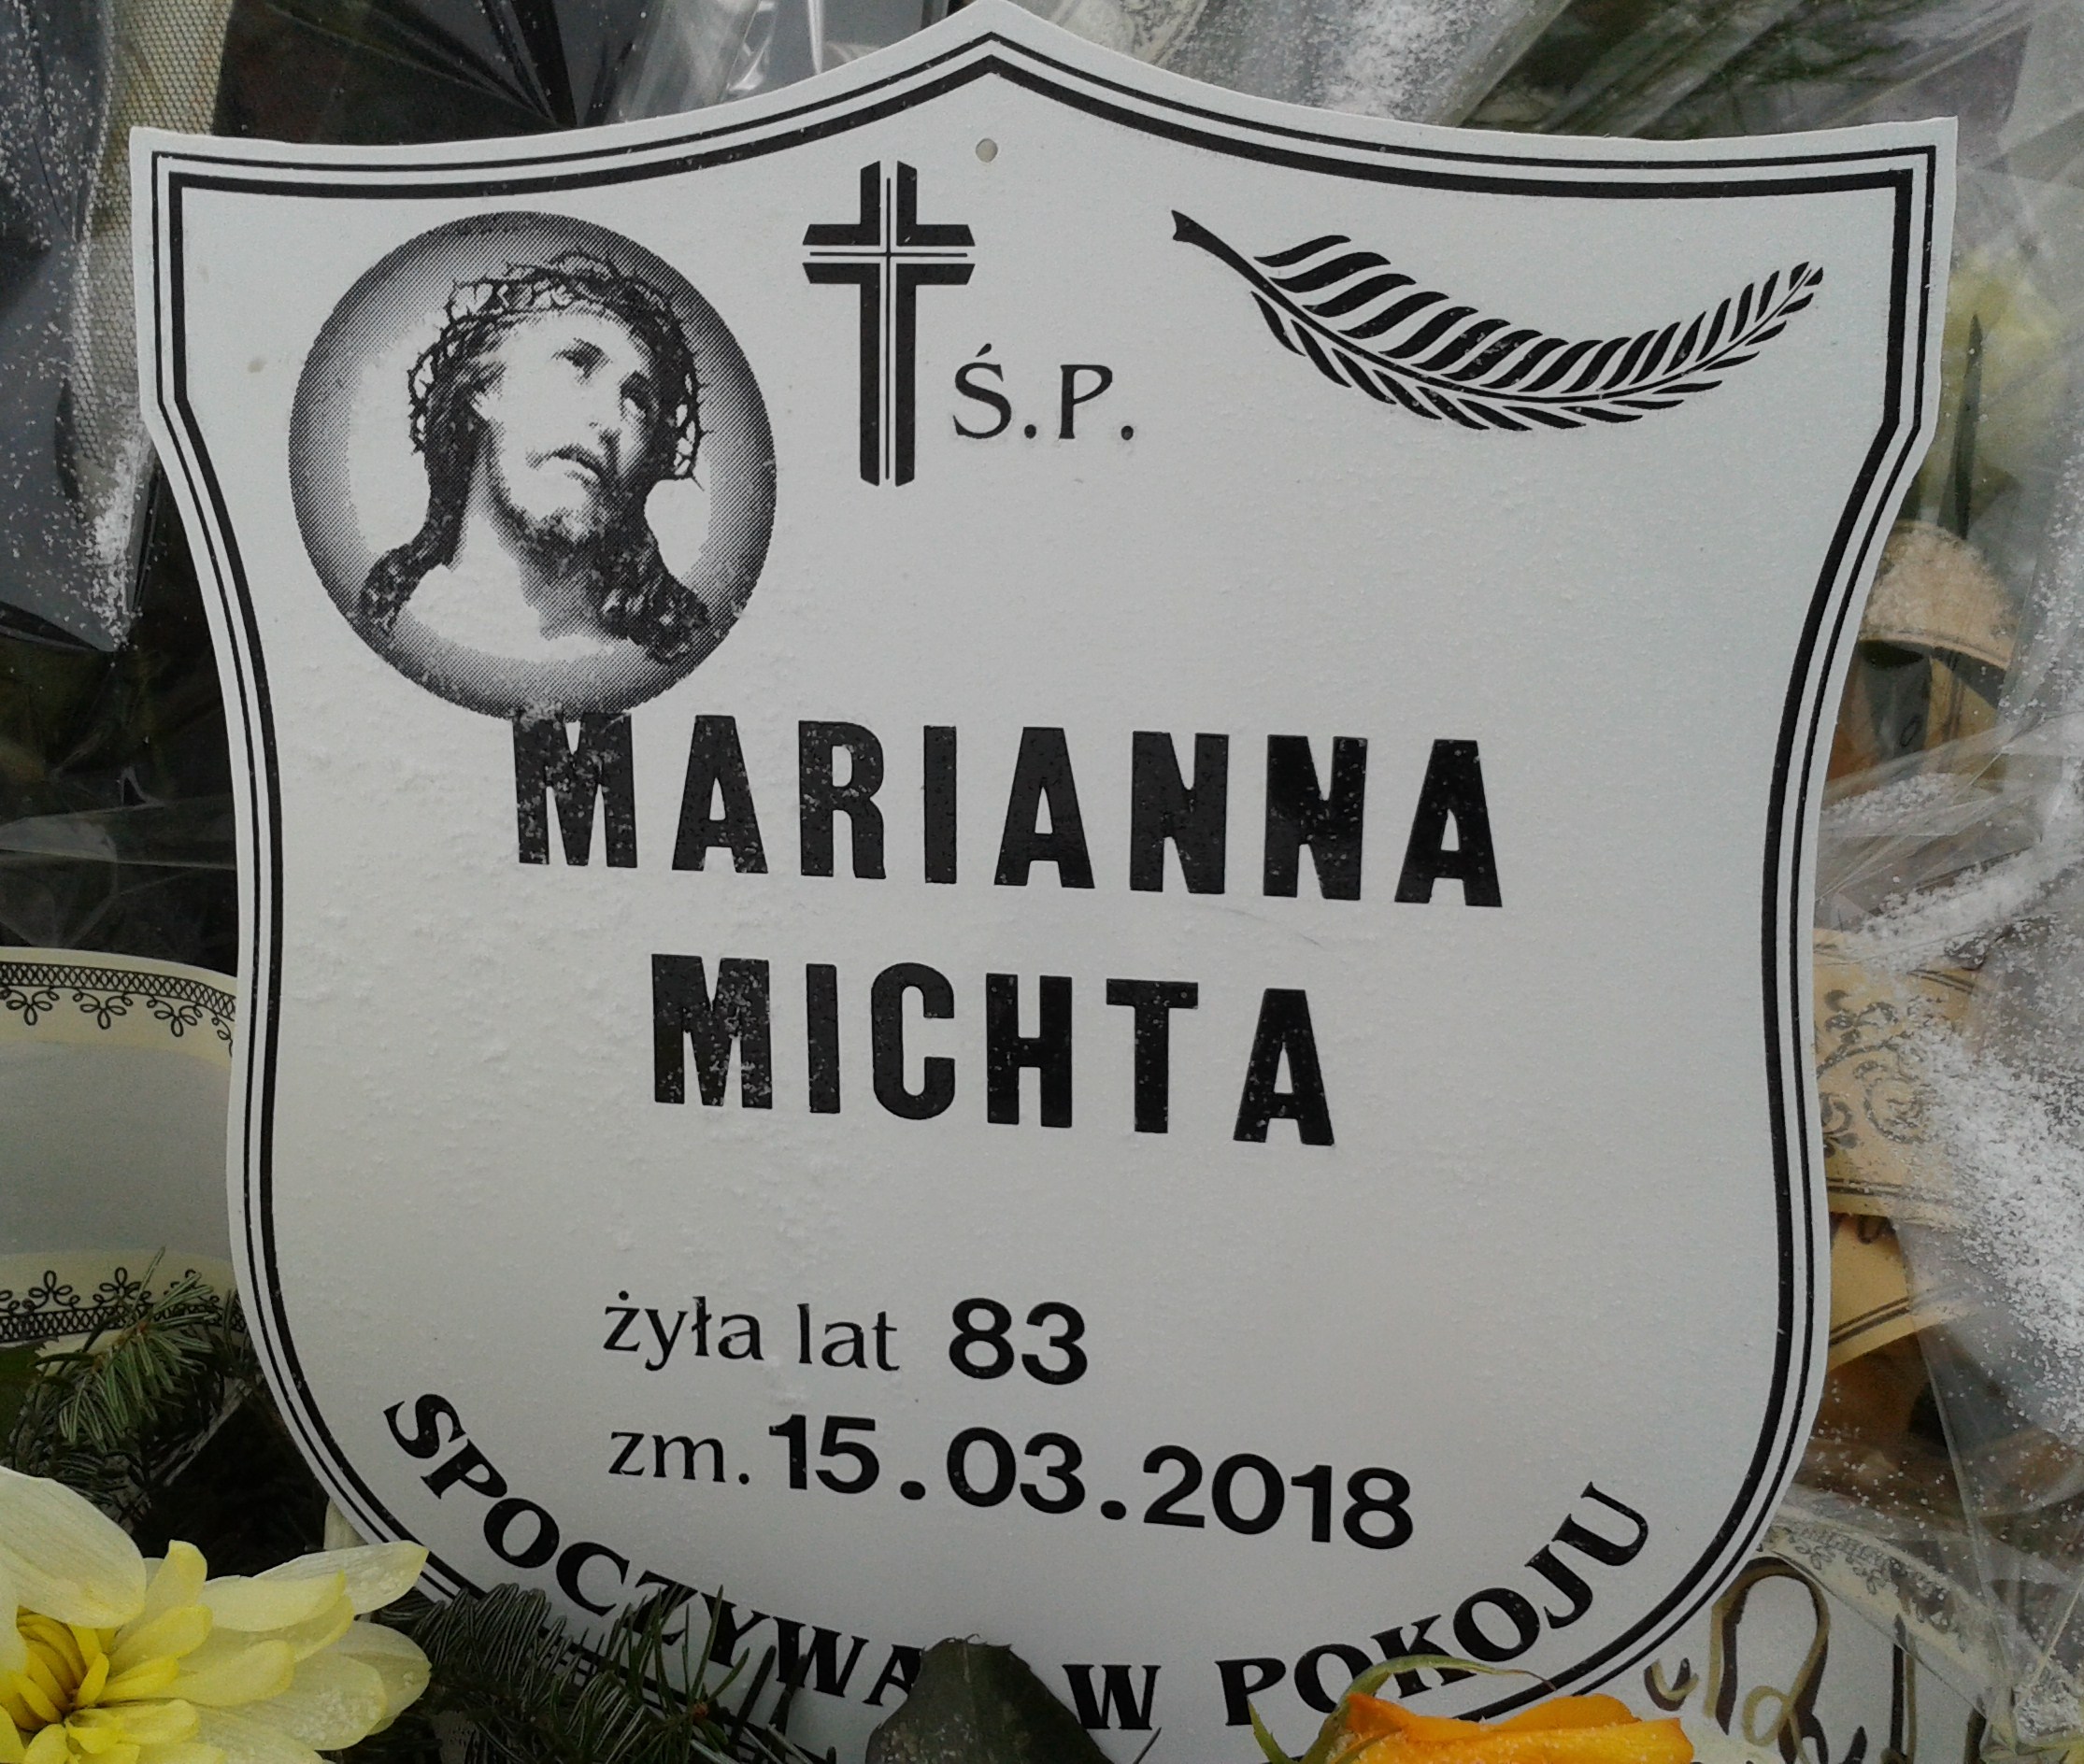 Ś.P.
MARIANNA
MICHTA
żyła lat 83
zm. 15.03.2018
W POKOJU